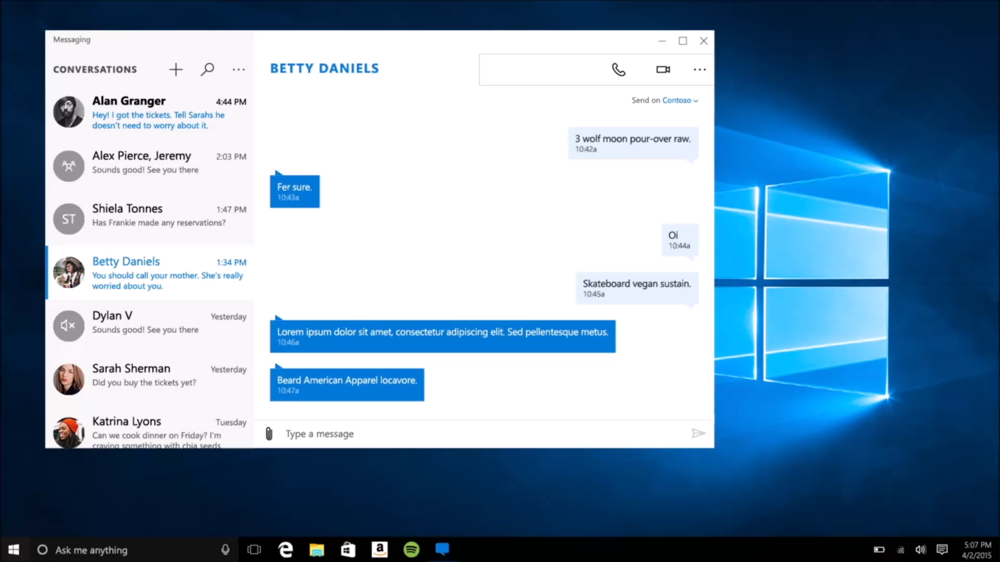 Messaging
CONVERSATIONS
Alan Granger 4:44 PM
Hey! I got the tickets. Tell Sarahs he
doesn't need to worry about it.
Alex Pierce, Jeremy 2:03 PM
Sounds good! See you there
ST
Shiela Tonnes 1:47 PM
Has Frankie made any reservations?
Betty Daniels 1:34 PM
You should call your mother. She's really
worried about you.
Dylan V Yesterday
Sounds good! See you there
Sarah Sherman Yesterday
Did you buy the tickets yet?
Katrina Lyons Tuesday
Can we cook dinner on Friday? I'm
craving something with chia seeds
BETTY DANIELS
Send on Contoso
3 wolf moon pour-over raw.
10:42a
Fer sure.
10:43a
Oi
10:44a
Skateboard vegan sustain.
10:45a
Lorem ipsum dolor sit amet, consectetur adipiscing elit. Sed pellentesque metus.
10:46a
Beard American Apparel locavore.
10:47a
Type a message
Ask me anything
a
5:07 PM
4/2/2015